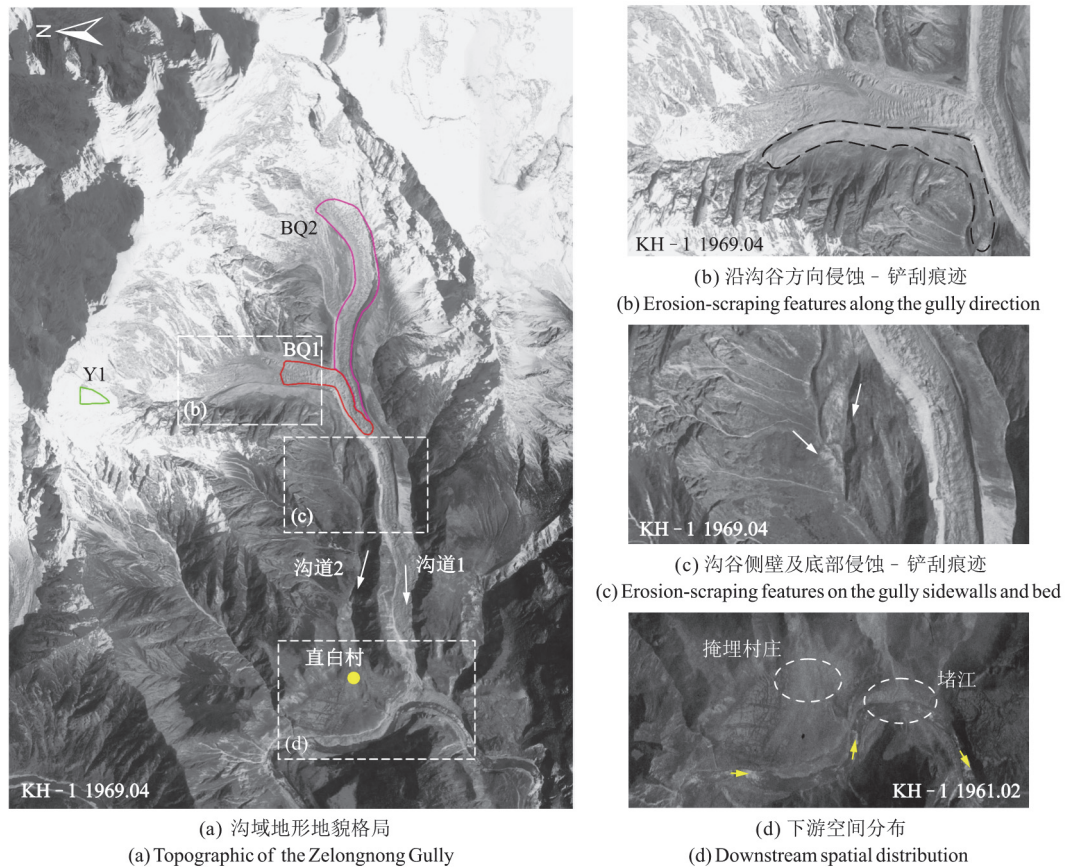 N
BQ2
BQ1
Y1
(b)
(c)
沟道2
沟道1
直白村
(d)
KH-1 1969.04
(a) 沟域地形地貌格局
(a) Topographic of the Zelongnong Gully
KH-1 1969.04
(b) 沿沟谷方向侵蚀-铲刮痕迹
(b) Erosion-scraping features along the gully direction
KH-1 1969.04
(c) 沟谷侧壁及底部侵蚀-铲刮痕迹
(c) Erosion-scraping features on the gully sidewalls and bed
掩埋村庄
堵江
KH-1 1961.02
(d) 下游空间分布
(d) Downstream spatial distribution